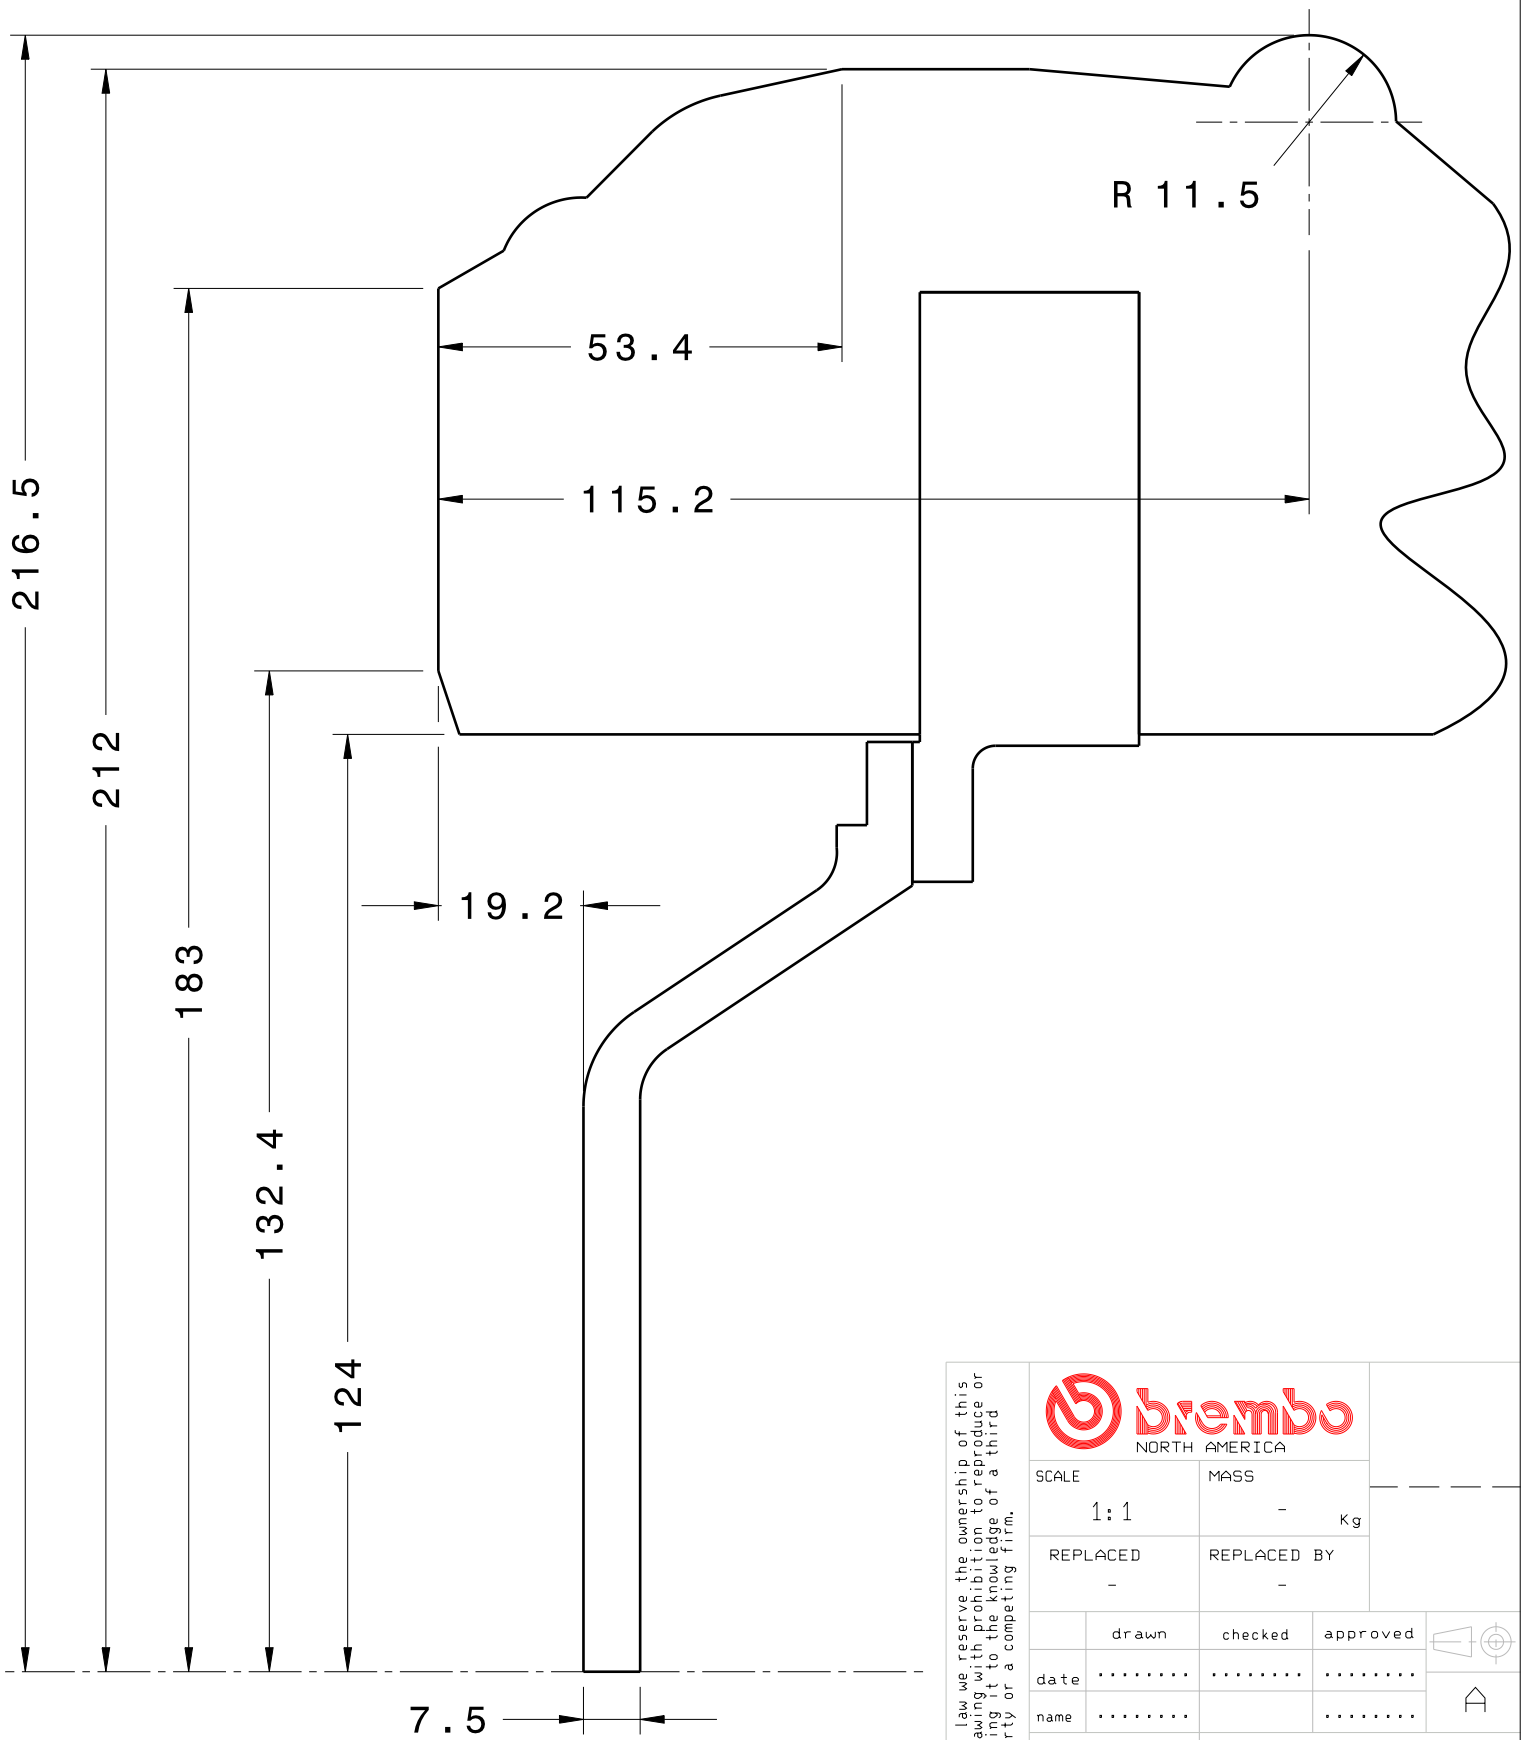 R 11.5
53.4
115.2
216.5
212
19.2
183
132.4
124
7.5
law we reserve the ownership of this
awing with prohibition to reproduce or
ing it to the knowledge of a third
rty or a competing firm.
brembo
NORTH AMERICA
SCALE MASS
1:1 - Kg
REPLACED REPLACED BY
- -
drawn checked approved
date ........ ........ ........
name ........ ........
A